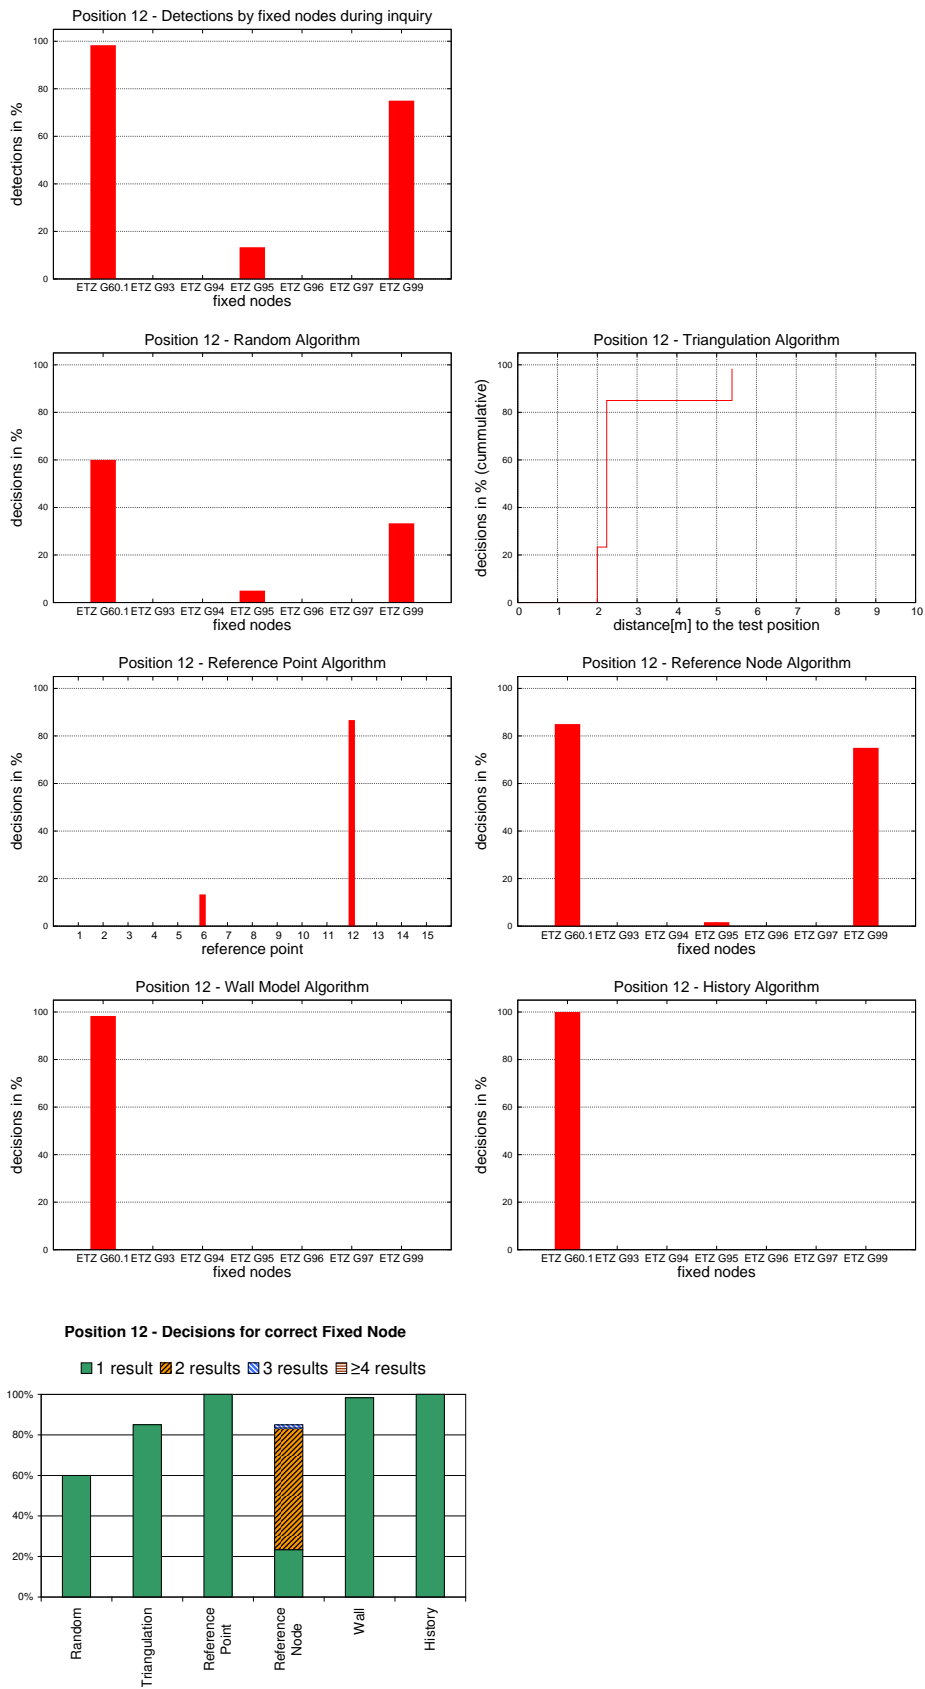 Position 12 - Detections by fixed nodes during inquiry
detections in %
100
80
60
40
20
0
ETZ G60.1 ETZ G93 ETZ G94 ETZ G95 ETZ G96 ETZ G97 ETZ G99
fixed nodes
Position 12 - Random Algorithm
decisions in %
100
80
60
40
20
0
ETZ G60.1 ETZ G93 ETZ G94 ETZ G95 ETZ G96 ETZ G97 ETZ G99
fixed nodes
Position 12 - Triangulation Algorithm
decisions in % (cummulative)
100
80
60
40
20
0
0 1 2 3 4 5 6 7 8 9 10
distance[m] to the test position
Position 12 - Reference Point Algorithm
decisions in %
100
80
60
40
20
0
1 2 3 4 5 6 7 8 9 10 11 12 13 14 15
reference point
Position 12 - Reference Node Algorithm
decisions in %
100
80
60
40
20
0
ETZ G60.1 ETZ G93 ETZ G94 ETZ G95 ETZ G96 ETZ G97 ETZ G99
fixed nodes
Position 12 - Wall Model Algorithm
decisions in %
100
80
60
40
20
0
ETZ G60.1 ETZ G93 ETZ G94 ETZ G95 ETZ G96 ETZ G97 ETZ G99
fixed nodes
Position 12 - History Algorithm
decisions in %
100
80
60
40
20
0
ETZ G60.1 ETZ G93 ETZ G94 ETZ G95 ETZ G96 ETZ G97 ETZ G99
fixed nodes
Position 12 - Decisions for correct Fixed Node
1 result 2 results 3 results ≥4 results
100%
80%
60%
40%
20%
0%
Random
Triangulation
Reference
Point
Reference
Node
Wall
History